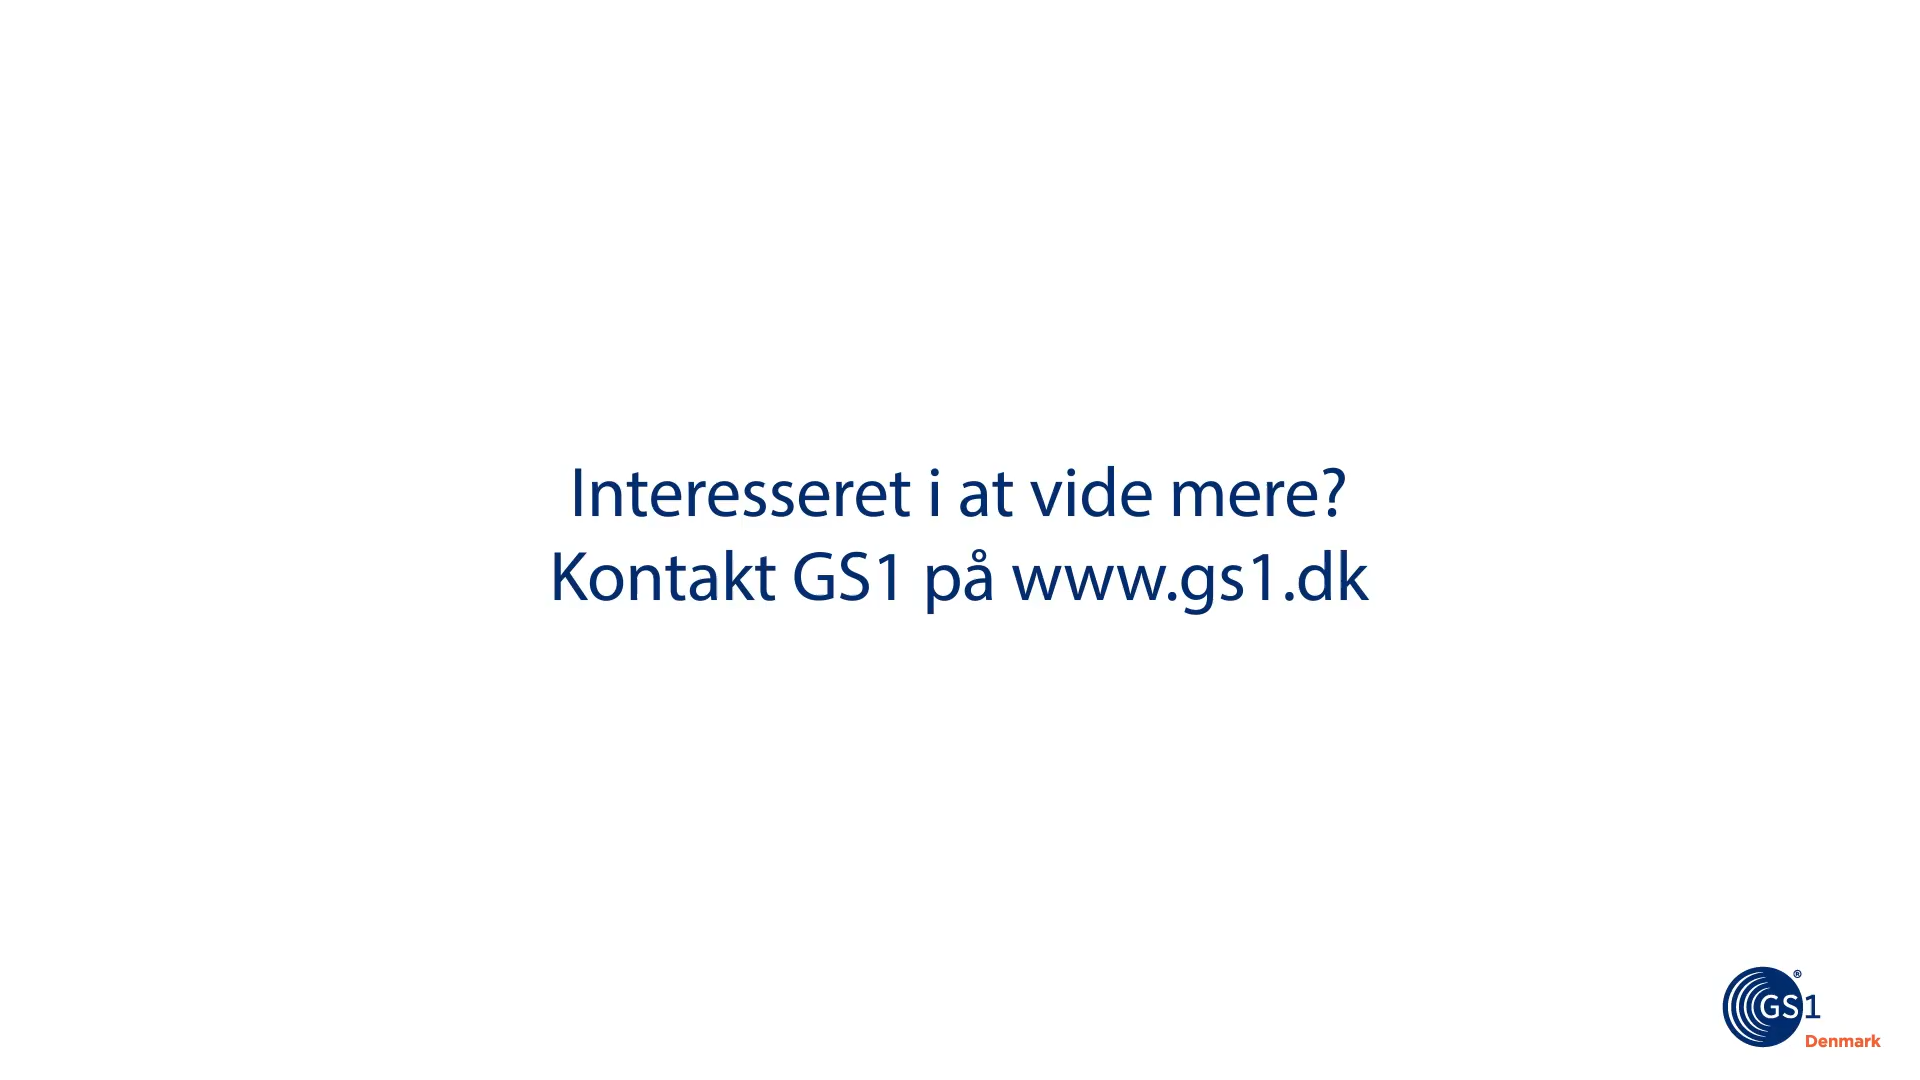 Interesseret i at vide mere?
Kontakt GS1 på www.gs1.dk
GS1®
Denmark